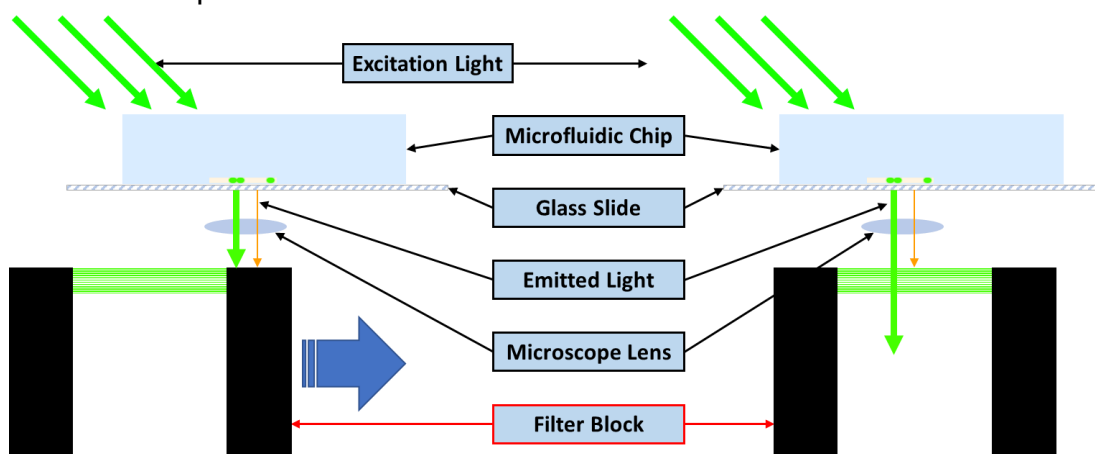 Excitation Light
Microfluidic Chip
Glass Slide
Emitted Light
Microscope Lens
Filter Block